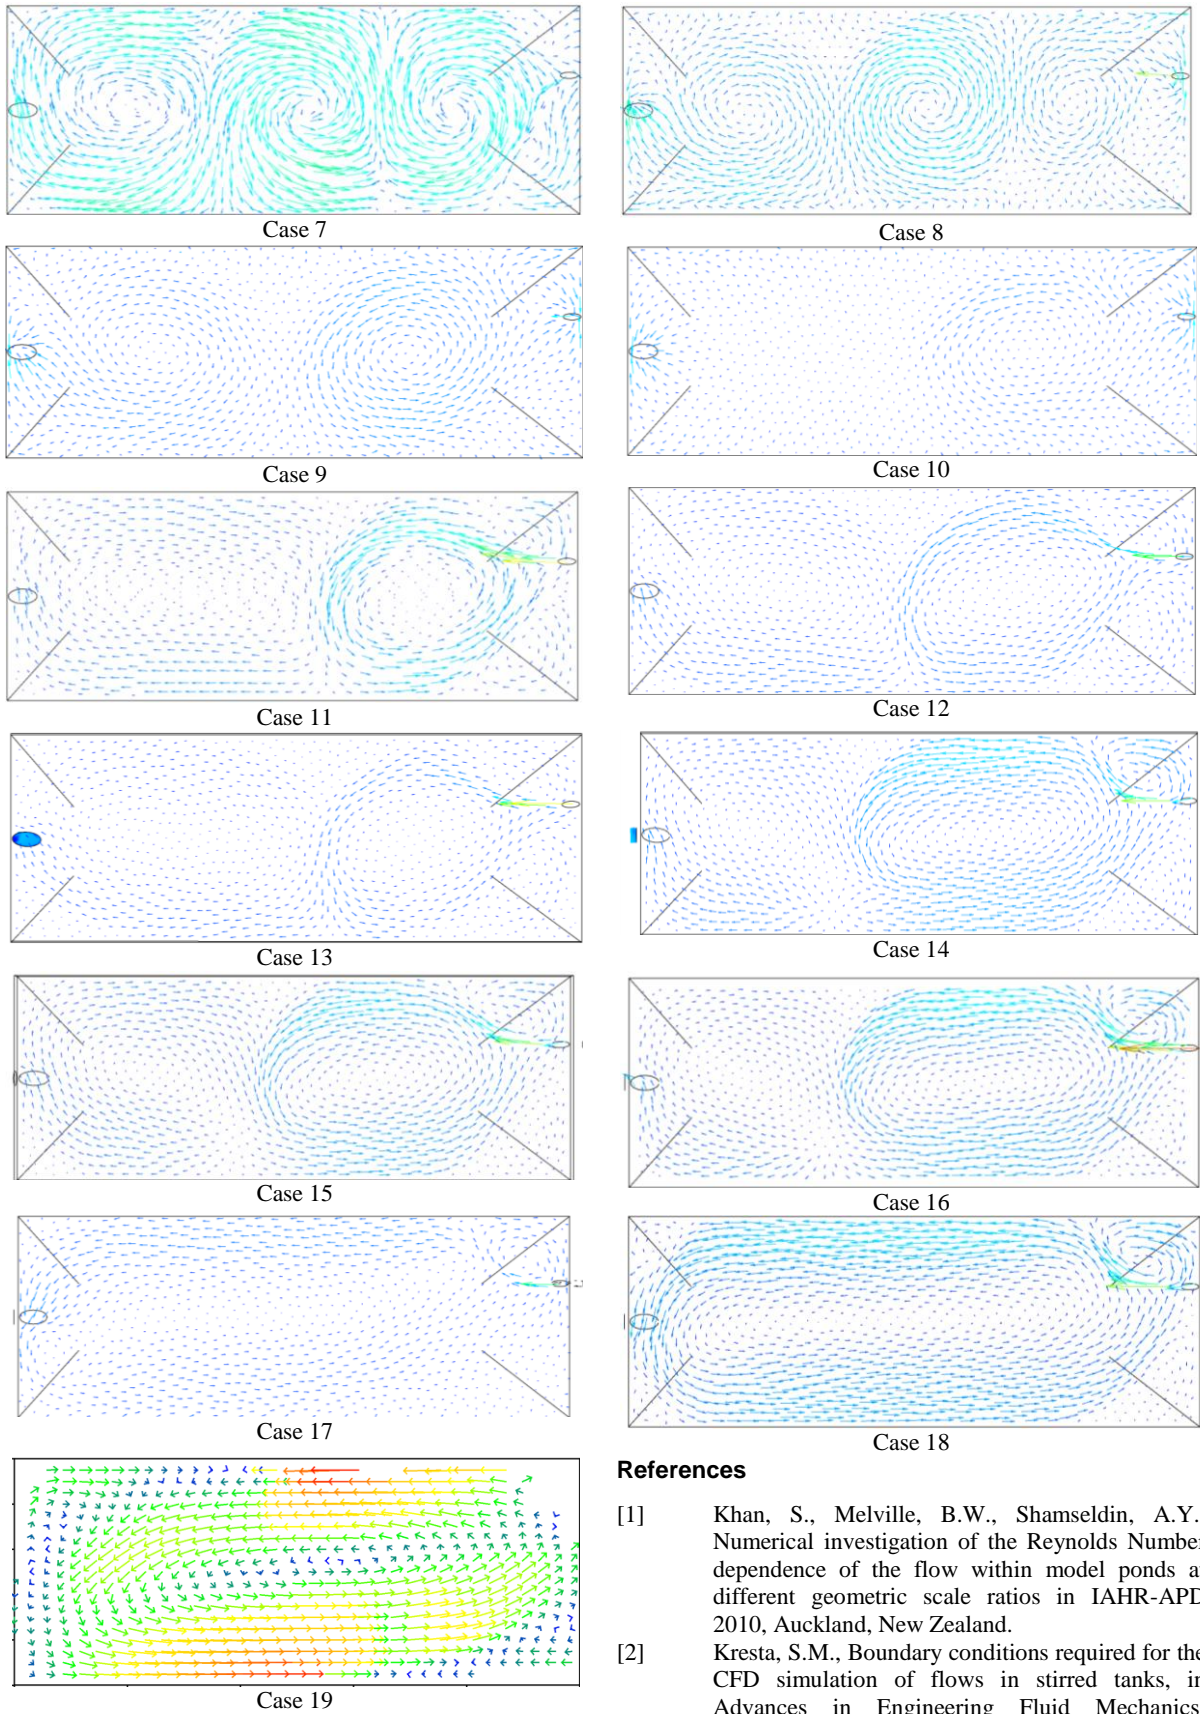 Case 7
Case 8
Case 9
Case 10
Case 11
Case 12
Case 13
Case 14
Case 15
Case 16
Case 17
Case 18
Case 19
References
[1] Khan, S., Melville, B.W., Shamseldin, A.Y.
Numerical investigation of the Reynolds Number
dependence of the flow within model ponds a
different geometric scale ratios in IAHR-APD
2010, Auckland, New Zealand.
[2] Kresta, S.M., Boundary conditions required for the
CFD simulation of flows in stirred tanks, in
Advances in Engineering Fluid Mechanics